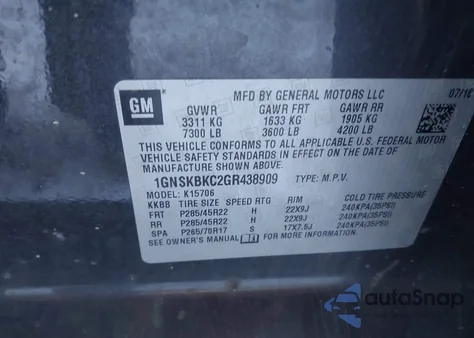 GM
MFD BY GENERAL MOTORS LLC 07/16
GVWR GAWR FRT GAWR RR
3311 KG 1633 KG 1905 KG
7300 LB 3600 LB 4200 LB
THIS VEHICLE CONFORMS TO ALL APPLICABLE U.S. FEDERAL MOTOR
VEHICLE SAFETY STANDARDS IN EFFECT ON THE DATE OF
MANUFACTURE SHOWN ABOVE.
1GNSKBKC2GR438909 TYPE: M.P.V.
MODEL: K15706
KKBB TIRE SIZE SPEED RTG RIM COLD TIRE PRESSURE
FRT P285/45R22 H 22X9J 240KPA(35PSI)
RR P285/45R22 H 22X9J 240KPA(35PSI)
SPA P265/70R17 S 17X7.5J 240KPA(35PSI)
SEE OWNER'S MANUAL
autoSnap